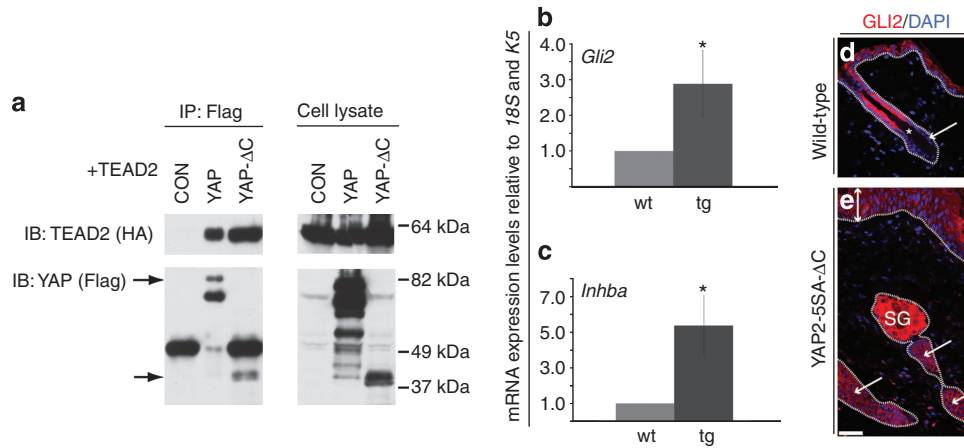 a
IP: Flag
Cell lysate
+TEAD2
CON
YAP
YAP-ΔC
CON
YAP
YAP-ΔC
IB: TEAD2 (HA)
64 kDa
IB: YAP (Flag)
82 kDa
49 kDa
37 kDa
mRNA expression levels relative to 18S and K5
b
Gli2
4.0
3.0
2.0
1.0
*
wt
tg
c
Inhba
7.0
5.0
3.0
1.0
*
wt
tg
GLI2/DAPI
Wild-type
d
*
YAP2-5SA-ΔC
e
SG